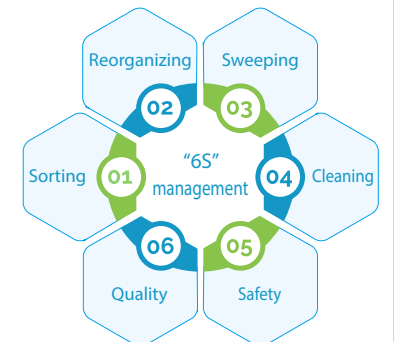 Reorganizing
Sweeping
02
03
Sorting
01
“6S”
management
04
Cleaning
06
05
Quality
Safety